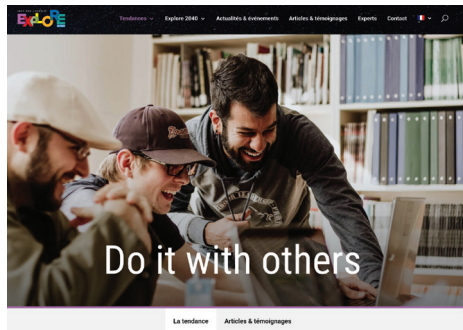 EXPLORE
Tendances Explore 2040 Actualités & événements Articles & témoignages Experts Contact
Do it with others
La tendance Articles & témoignages